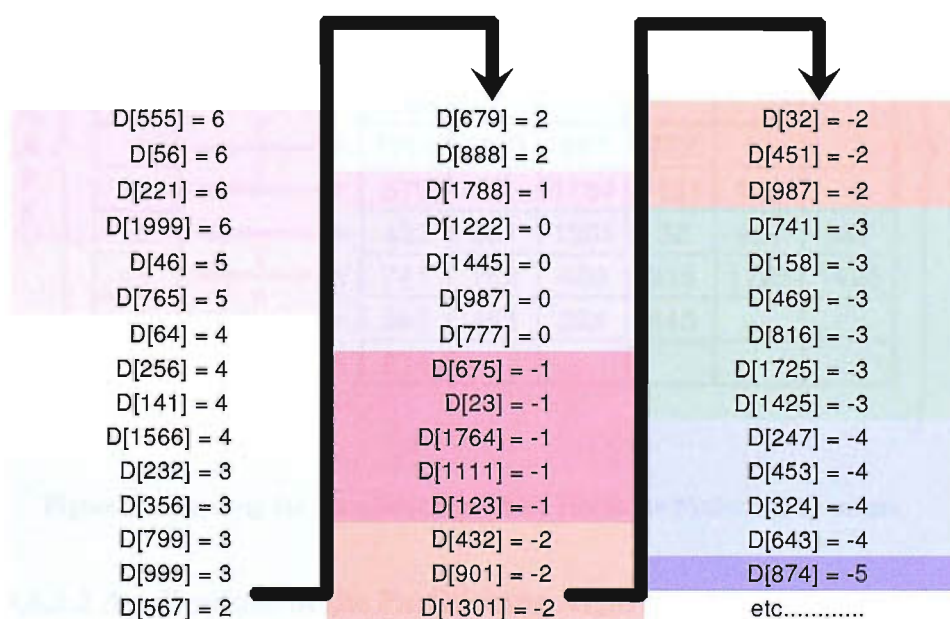 D[555] = 6
D[56] = 6
D[221] = 6
D[1999] = 6
D[46] = 5
D[765] = 5
D[64] = 4
D[256] = 4
D[141] = 4
D[1566] = 4
D[232] = 3
D[356] = 3
D[799] = 3
D[999] = 3
D[567] = 2
D[679] = 2
D[888] = 2
D[1788] = 1
D[1222] = 0
D[1445] = 0
D[987] = 0
D[777] = 0
D[675] = -1
D[23] = -1
D[1764] = -1
D[1111] = -1
D[123] = -1
D[432] = -2
D[901] = -2
D[1301] = -2
D[32] = -2
D[451] = -2
D[987] = -2
D[741] = -3
D[158] = -3
D[469] = -3
D[816] = -3
D[1725] = -3
D[1425] = -3
D[247] = -4
D[453] = -4
D[324] = -4
D[643] = -4
D[874] = -5
etc............